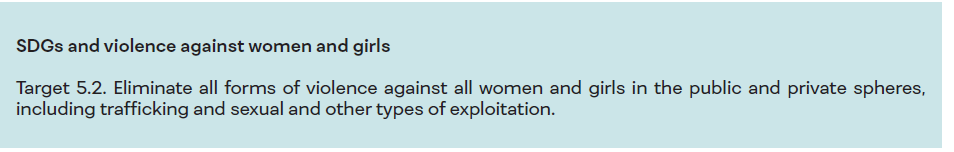 SDGs and violence against women and girls
Target 5.2. Eliminate all forms of violence against all women and girls in the public and private spheres,
including trafficking and sexual and other types of exploitation.